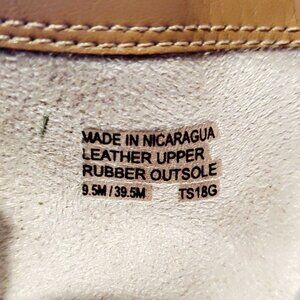 MADE IN NICARAGUA
LEATHER UPPER
RUBBER OUTSOLE
9.5M/39.5M TS18G